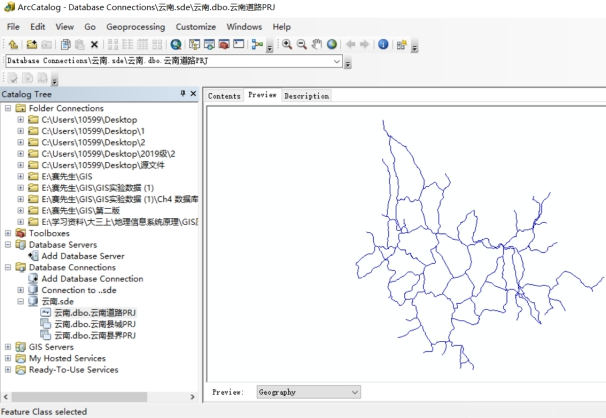 ArcCatalog - Database Connections\云南.sde\云南.dbo.云南道路PRJ
File Edit View Go Geoprocessing Customize Windows Help
Database Connections\云南.sde\云南.dbo.云南道路PRJ
Catalog Tree
Folder Connections
C:\Users\10599\Desktop
C:\Users\10599\Desktop\1
C:\Users\10599\Desktop\2
C:\Users\10599\Desktop\2019级\2
C:\Users\10599\Desktop\源文件
E:\赛先生\GIS
E:\赛先生\GIS\GIS实验数据 (1)
E:\赛先生\GIS\GIS实验数据 (1)\Ch4 数据库
E:\赛先生\GIS\第二版
E:\学习资料\大三上\地理信息系统原理\GIS
Toolboxes
Database Servers
Add Database Server
Database Connections
Add Database Connection
Connection to ..sde
云南.sde
云南.dbo.云南道路PRJ
云南.dbo.云南县城PRJ
云南.dbo.云南县界PRJ
GIS Servers
My Hosted Services
Ready-To-Use Services
Contents Preview Description
Preview: Geography
Feature Class selected